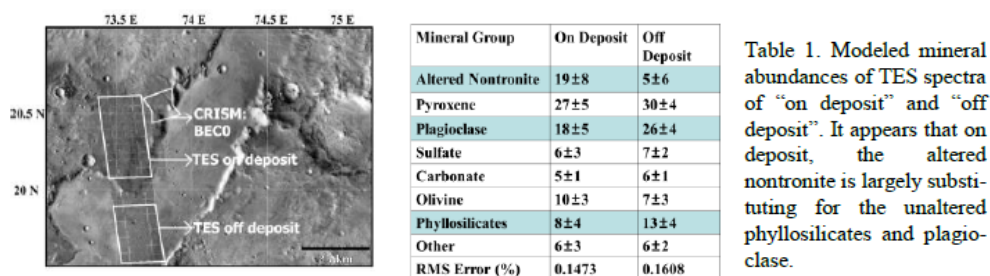 73.5 E 74 E 74.5 E 75 E
20.5 N
20 N
CRISM:
BEC0
TES on deposit
TES off deposit
Mineral Group On Deposit Off Deposit
Altered Nontronite 19±8 5±6
Pyroxene 27±5 30±4
Plagioclase 18±5 26±4
Sulfate 6±3 7±2
Carbonate 5±1 6±1
Olivine 10±3 7±3
Phyllosilicates 8±4 13±4
Other 6±3 6±2
RMS Error (%) 0.1473 0.1608
Table 1. Modeled mineral
abundances of TES spectra
of “on deposit” and “off
deposit”. It appears that on
deposit, the altered
nontronite is largely substi-
tuting for the unaltered
phyllosilicates and plagio-
clase.